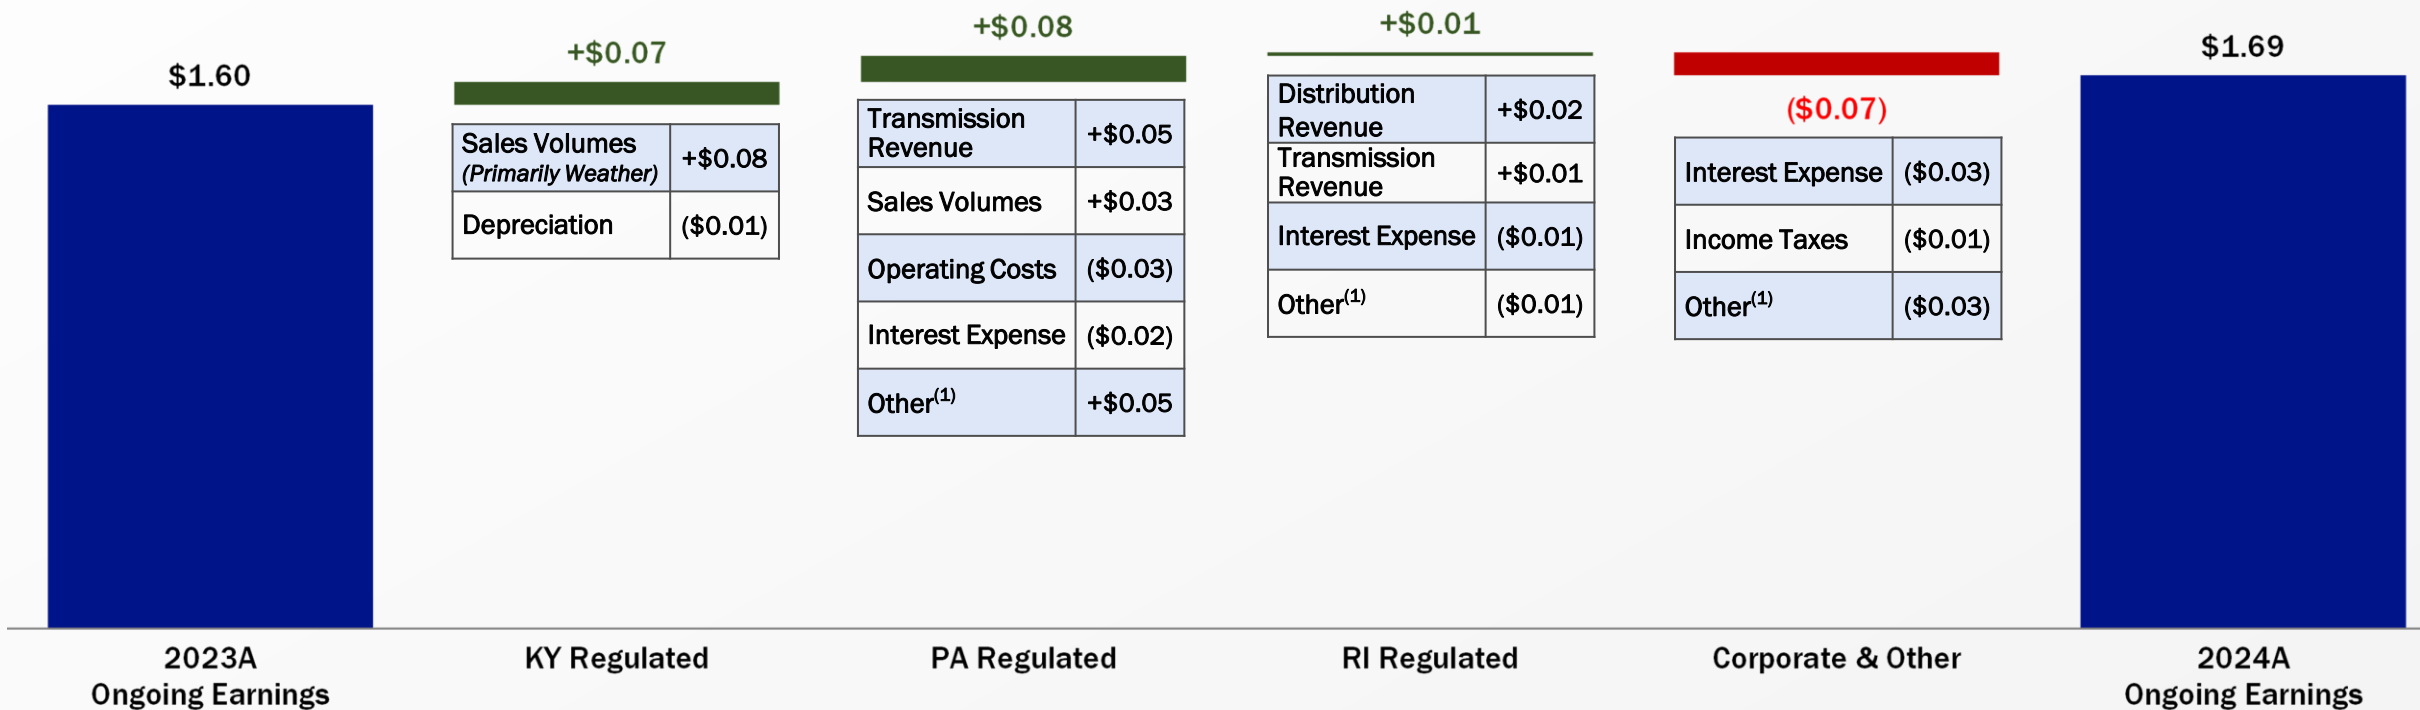 $1.60
+$0.07
Sales Volumes
(Primarily Weather)
+$0.08
Depreciation
($0.01)
+$0.08
Transmission
Revenue
+$0.05
Sales Volumes
+$0.03
Operating Costs
($0.03)
Interest Expense
($0.02)
Other(1)
+$0.05
+$0.01
Distribution
Revenue
+$0.02
Transmission
Revenue
+$0.01
Interest Expense
($0.01)
Other(1)
($0.01)
($0.07)
Interest Expense
($0.03)
Income Taxes
($0.01)
Other(1)
($0.03)
$1.69
2023A
Ongoing Earnings
KY Regulated
PA Regulated
RI Regulated
Corporate & Other
2024A
Ongoing Earnings